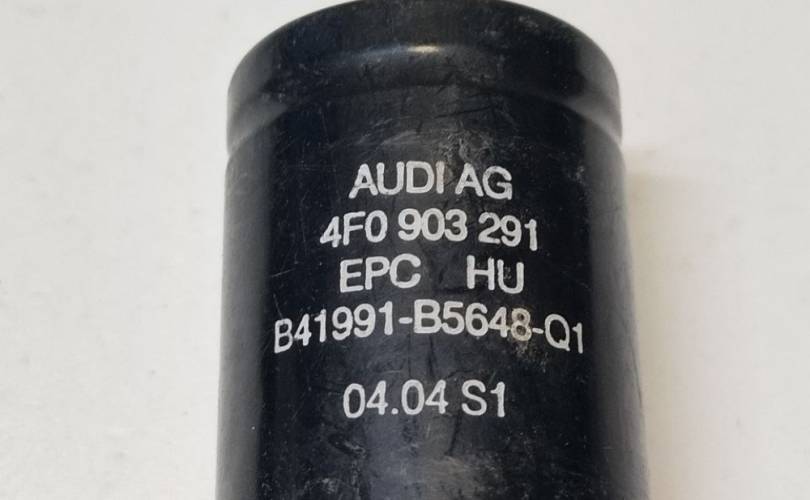 AUDI AG
4F0 903 291
EPC HU
B41991-B5648-Q1
04.04 S1